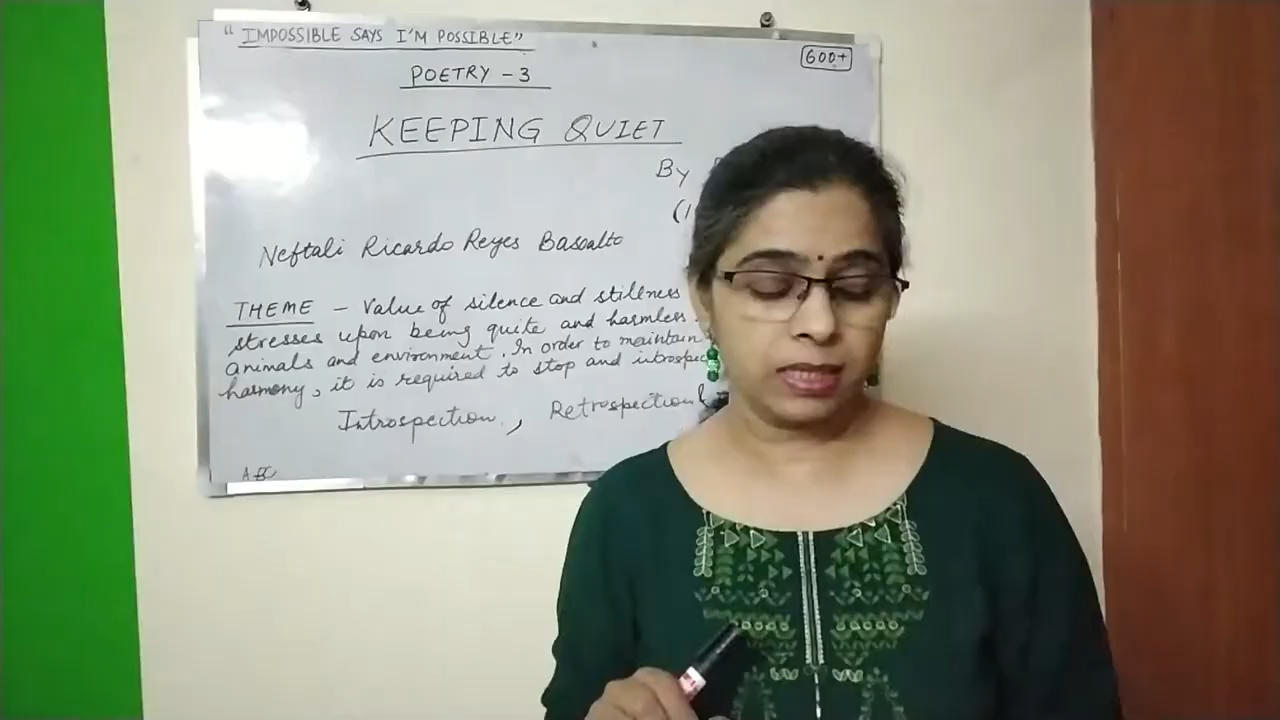 “ IMPOSSIBLE SAYS I'M POSSIBLE”
600+
POETRY - 3
KEEPING QUIET
By
(1
Neftali Ricardo Reyes Basoalto
THEME - Value of silence and stillness
stresses upon being quite and harmless.
animals and environment. In order to maintain
harmony, it is required to stop and introspec
Introspection, Retrospection